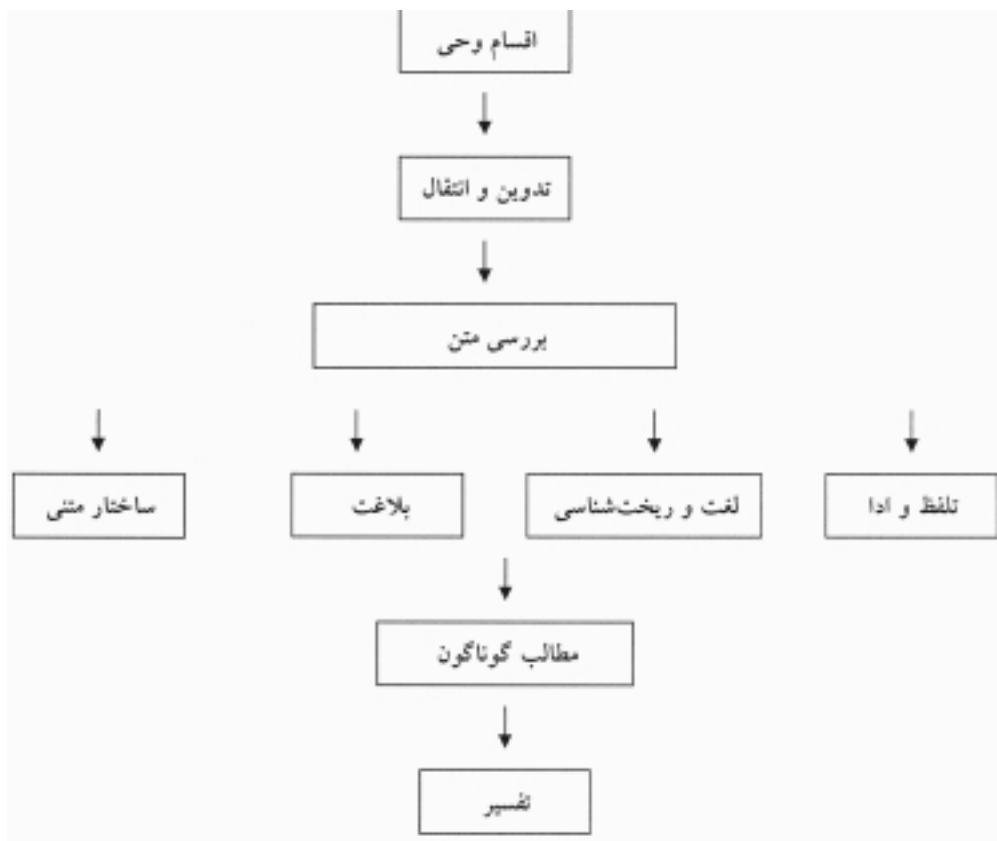 اقسام وحی
تدوین و انتقال
بررسی متن
تلفظ و ادا
لغت و ریخت‌شناسی
بلاغت
ساختار متنی
مطالب گوناگون
تفسیر